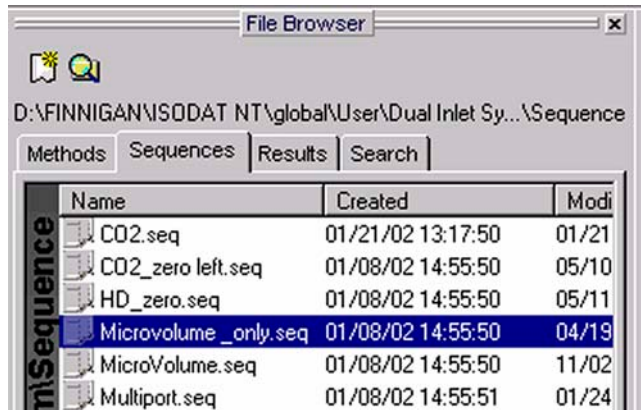 File Browser
D:\FINNIGAN\ISODAT NT\global\User\Dual Inlet Sy...\Sequence
Methods Sequences Results Search
Name Created Modi
CO2.seq 01/21/02 13:17:50 01/21
CO2_zero left.seq 01/08/02 14:55:50 05/10
HD_zero.seq 01/08/02 14:55:50 05/11
Microvolume _only.seq 01/08/02 14:55:50 04/19
MicroVolume.seq 01/08/02 14:55:50 11/02
Multiport.seq 01/08/02 14:55:51 01/24
m\Sequence